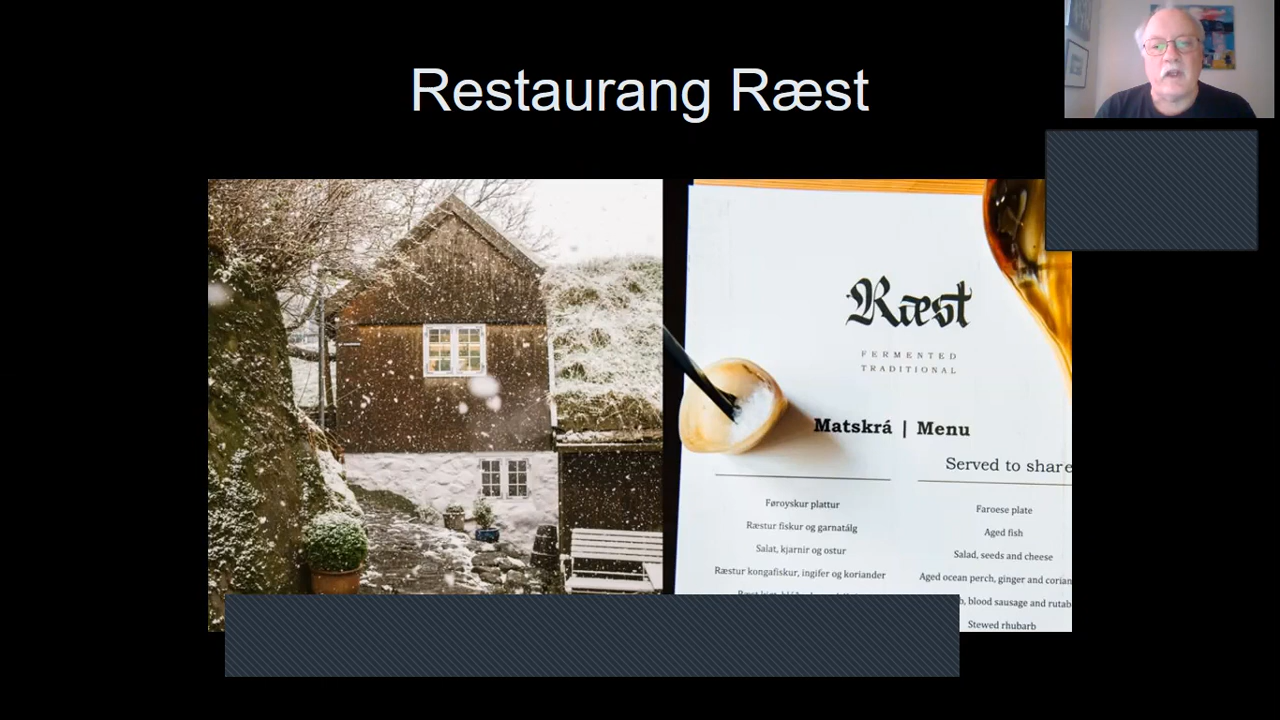 Restaurang Ræst
Ræst
FERMENTED
TRADITIONAL
Matskrá | Menu
Served to share
Føroyskur plattur
Ræstur fiskur og garnatálg
Salat, kjarnir og ostur
Ræstur kongafiskur, ingifer og koriander
Faroese plate
Aged fish
Salad, seeds and cheese
Aged ocean perch, ginger and corian
blood sausage and rutab
Stewed rhubarb